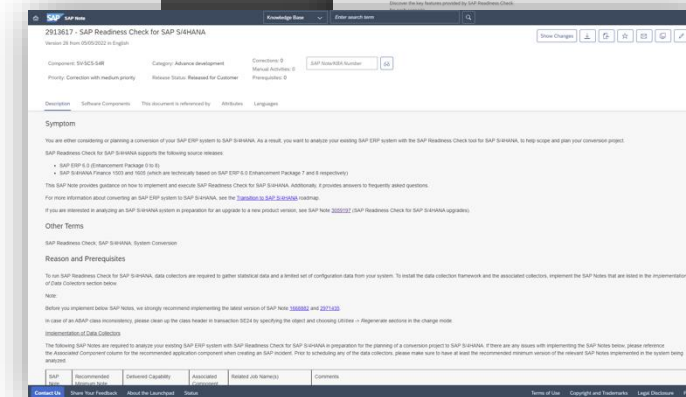 Discover the key features provided by SAP Readiness Check.
SAP SAP Note
Knowledge Base
Enter search term
2913617 - SAP Readiness Check for SAP S/4HANA
Version 28 from 05/05/2022 in English
Show Changes
Component: SV-SCS-S4R
Category: Advance development
Corrections: 0
Manual Activities: 0
SAP Note/KBA Number
Priority: Correction with medium priority
Release Status: Released for Customer
Prerequisites: 0
Description Software Components This document is referenced by Attributes Languages
Symptom
You are either considering or planning a conversion of your SAP ERP system to SAP S/4HANA. As a result, you want to analyze your existing SAP ERP system with the SAP Readiness Check tool for SAP S/4HANA, to help scope and plan your conversion project.
SAP Readiness Check for SAP S/4HANA supports the following source releases:
• SAP ERP 6.0 (Enhancement Package 0 to 8)
• SAP S/4HANA Finance 1503 and 1605 (which are technically based on SAP ERP 6.0 Enhancement Package 7 and 8 respectively)
This SAP Note provides guidance on how to implement and execute SAP Readiness Check for SAP S/4HANA. Additionally, it provides answers to frequently asked questions.
For more information about converting an SAP ERP system to SAP S/4HANA, see the Transition to SAP S/4HANA roadmap.
If you are interested in analyzing an SAP S/4HANA system in preparation for an upgrade to a new product version, see SAP Note 3059197 (SAP Readiness Check for SAP S/4HANA upgrades).
Other Terms
SAP Readiness Check; SAP S/4HANA; System Conversion
Reason and Prerequisites
To run SAP Readiness Check for SAP S/4HANA, data collectors are required to gather statistical data and a limited set of configuration data from your system. To install the data collection framework and the associated collectors, implement the SAP Notes that are listed in the Implementation
of Data Collectors section below.
Note:
Before you implement below SAP Notes, we strongly recommend implementing the latest version of SAP Note 1668882 and 2971435.
In case of an ABAP class inconsistency, please clean up the class header in transaction SE24 by specifying the object and choosing Utilities -> Regenerate sections in the change mode.
Implementation of Data Collectors
The following SAP Notes are required to analyze your existing SAP ERP system with SAP Readiness Check for SAP S/4HANA in preparation for the planning of a conversion project to SAP S/4HANA. If there are any issues with implementing the SAP Notes below, please reference
the Associated Component column for the recommended application component when creating an SAP incident. Prior to scheduling any of the data collectors, please make sure to have at least the recommended minimum version of the relevant SAP Notes implemented in the system being
analyzed.
SAP Recommended Delivered Capability Associated Related Job Name(s) Comments
Note Minimum Note Component
Contact Us Share Your Feedback About the Launchpad Status
Terms of Use Copyright and Trademarks Legal Disclosure